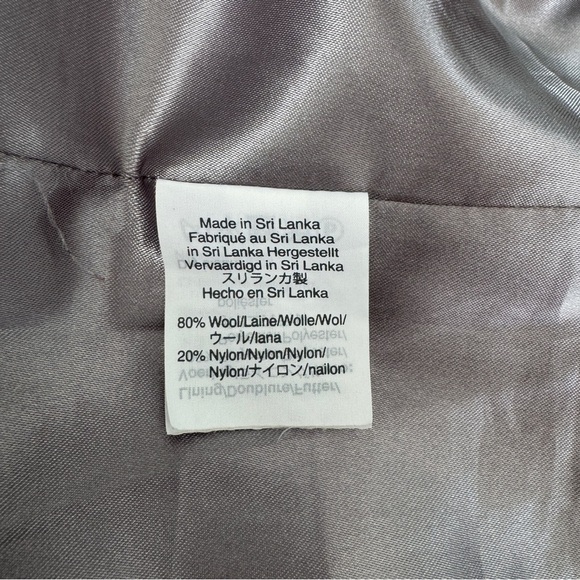 Made in Sri Lanka
Fabriqué au Sri Lanka
in Sri Lanka Hergestellt
Vervaardigd in Sri Lanka
スリランカ製
Hecho en Sri Lanka
80% Wool/Laine/Wolle/Wol/
ウール/lana
20% Nylon/Nylon/Nylon/
Nylon/ナイロン/nailon